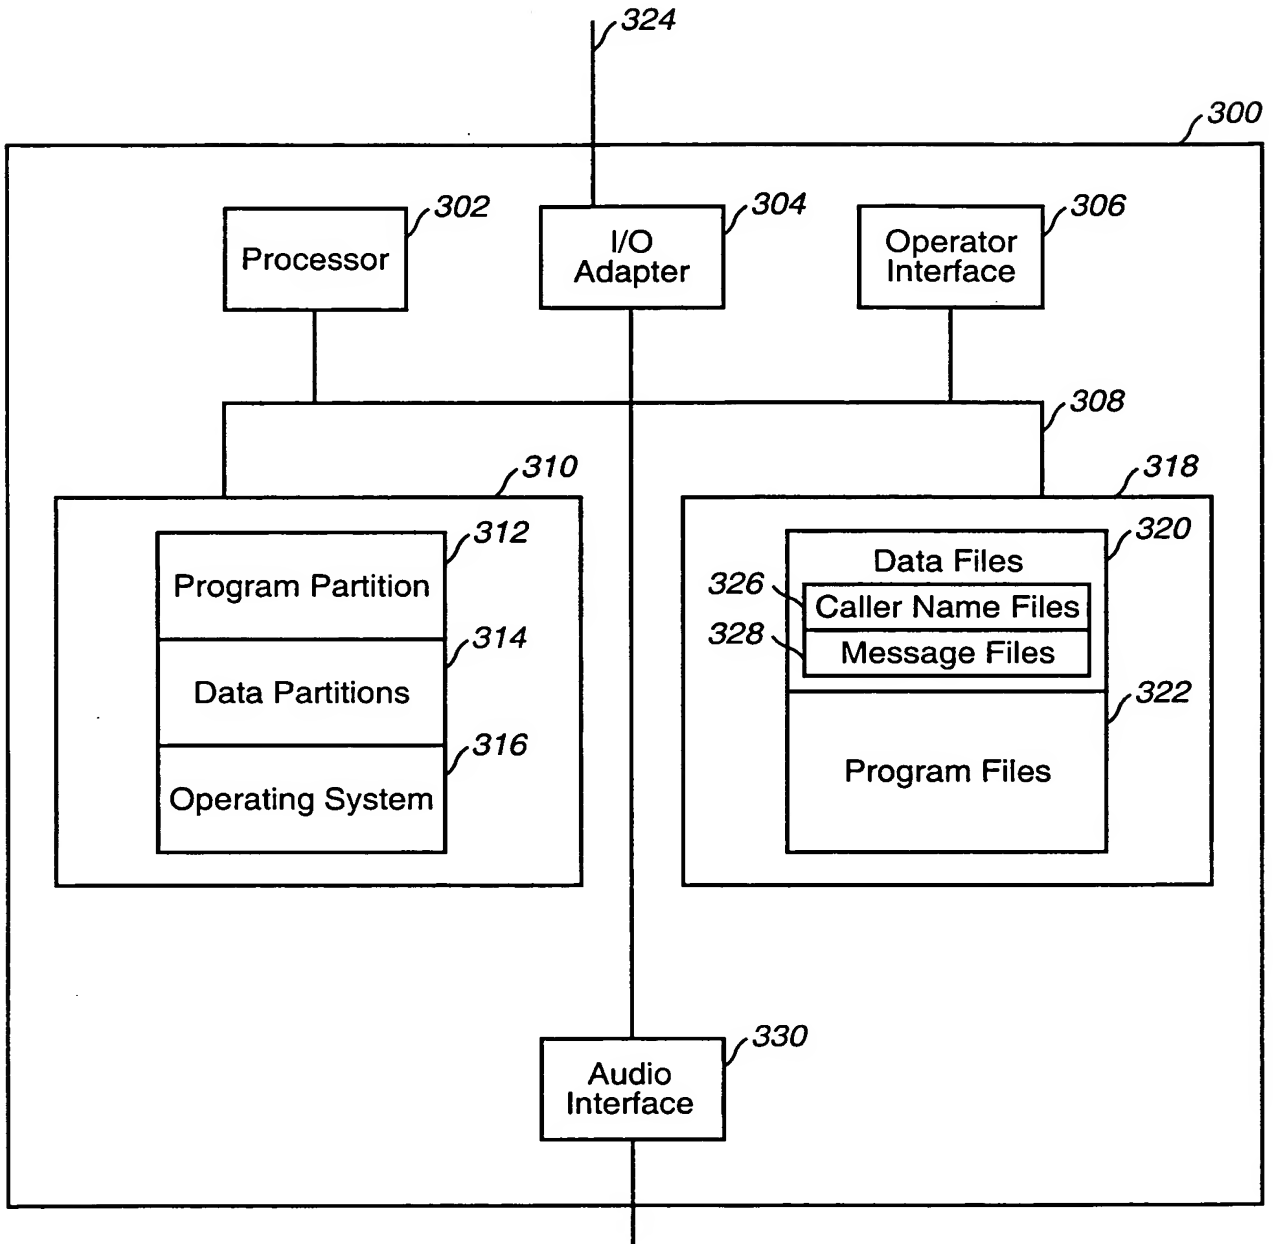 324
300
302
Processor
304
I/O
Adapter
306
Operator
Interface
308
310
312
Program Partition
314
Data Partitions
316
Operating System
318
320
Data Files
326
Caller Name Files
328
Message Files
322
Program Files
330
Audio
Interface